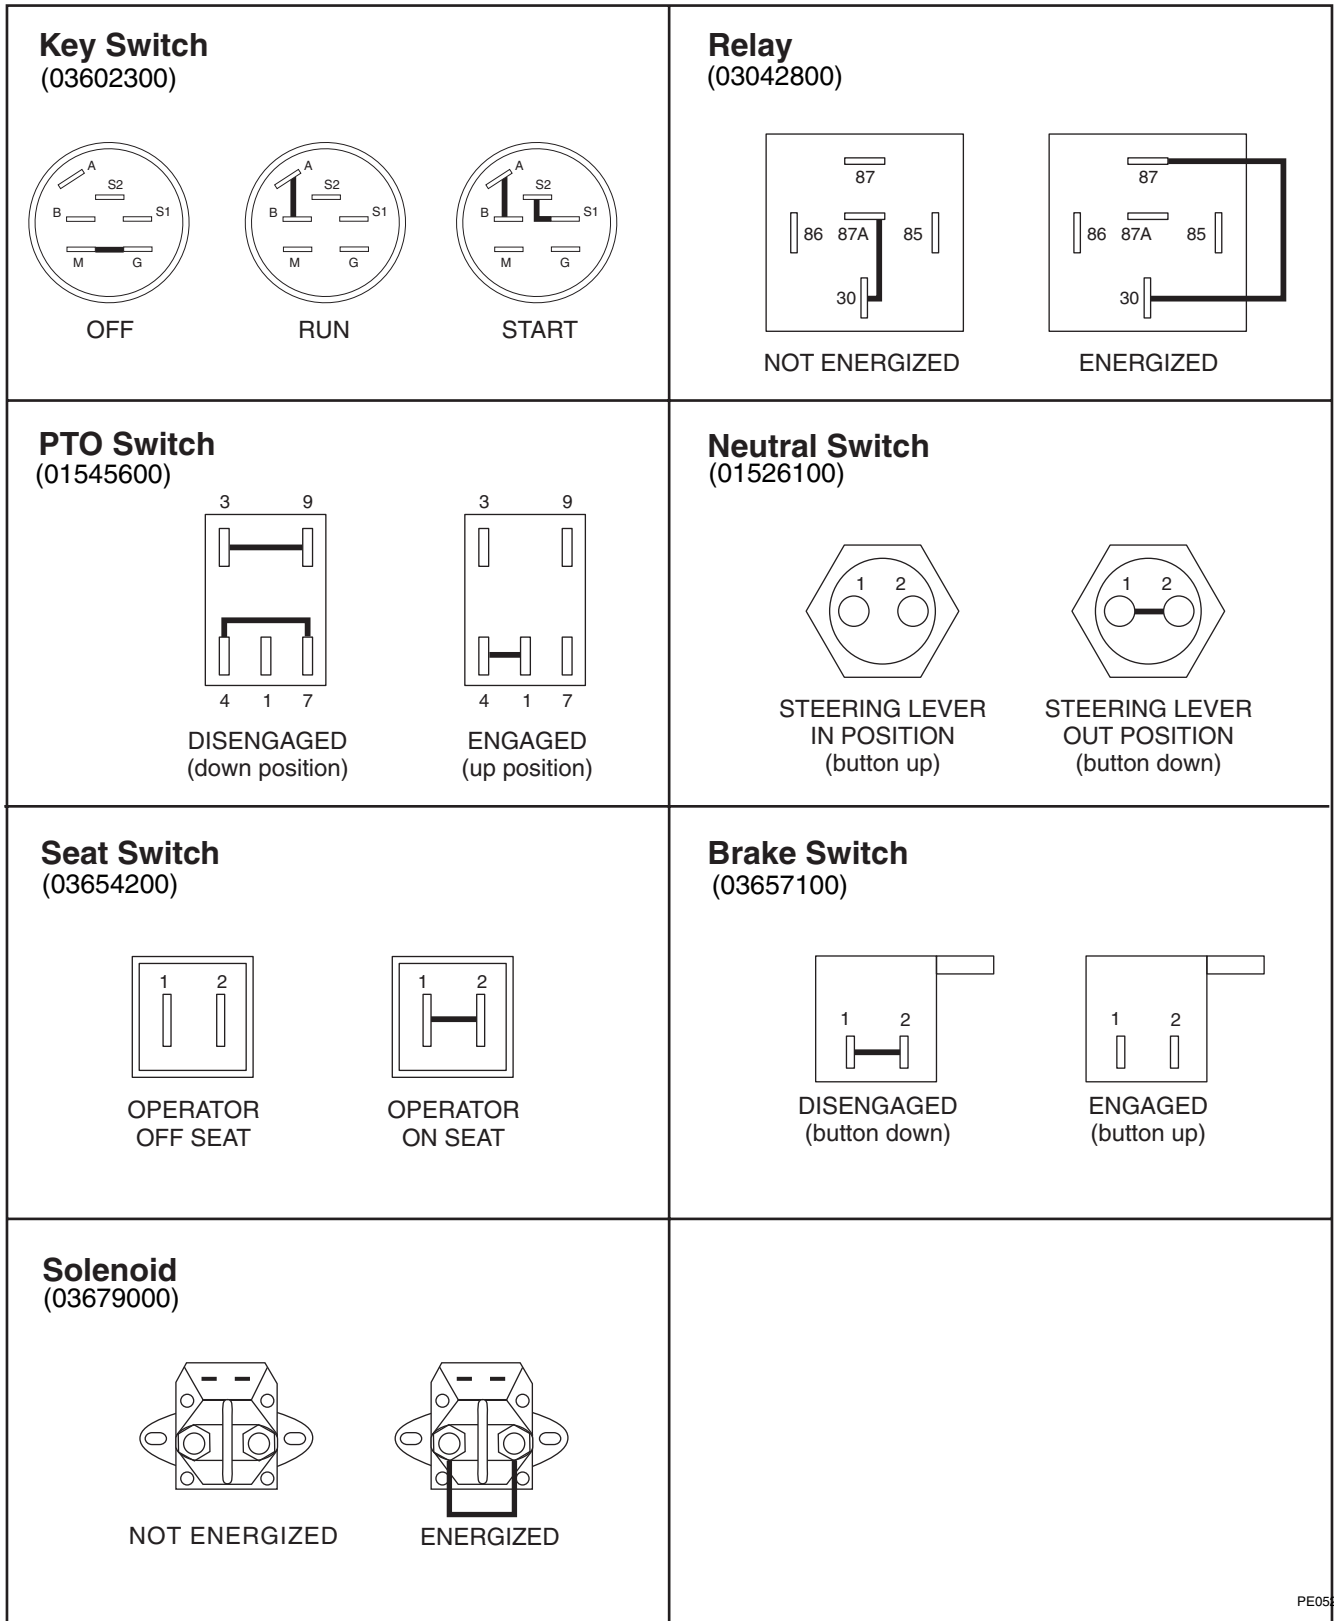 Key Switch
(03602300)
A
S2
B
S1
M
G
OFF
A
S2
B
S1
M
G
RUN
A
S2
B
S1
M
G
START
Relay
(03042800)
87
86
87A
85
30
NOT ENERGIZED
87
86
87A
85
30
ENERGIZED
PTO Switch
(01545600)
3 9
4 1 7
DISENGAGED
(down position)
3 9
4 1 7
ENGAGED
(up position)
Neutral Switch
(01526100)
1 2
STEERING LEVER
IN POSITION
(button up)
1 2
STEERING LEVER
OUT POSITION
(button down)
Seat Switch
(03654200)
1 2
OPERATOR
OFF SEAT
1 2
OPERATOR
ON SEAT
Brake Switch
(03657100)
1 2
DISENGAGED
(button down)
1 2
ENGAGED
(button up)
Solenoid
(03679000)
NOT ENERGIZED
ENERGIZED